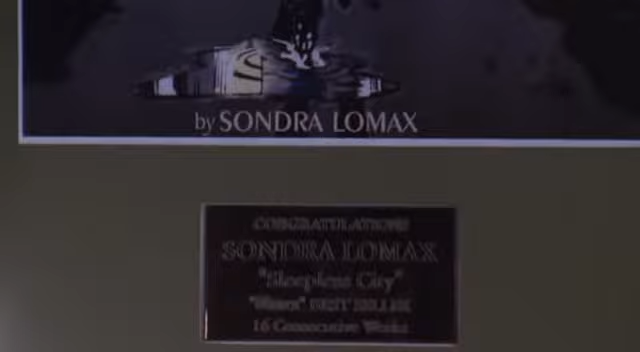 by SONDRA LOMAX
CONGRATULATIONS
SONDRA LOMAX
"Sleepless City"
BEST SELLER
16 Consecutive Weeks